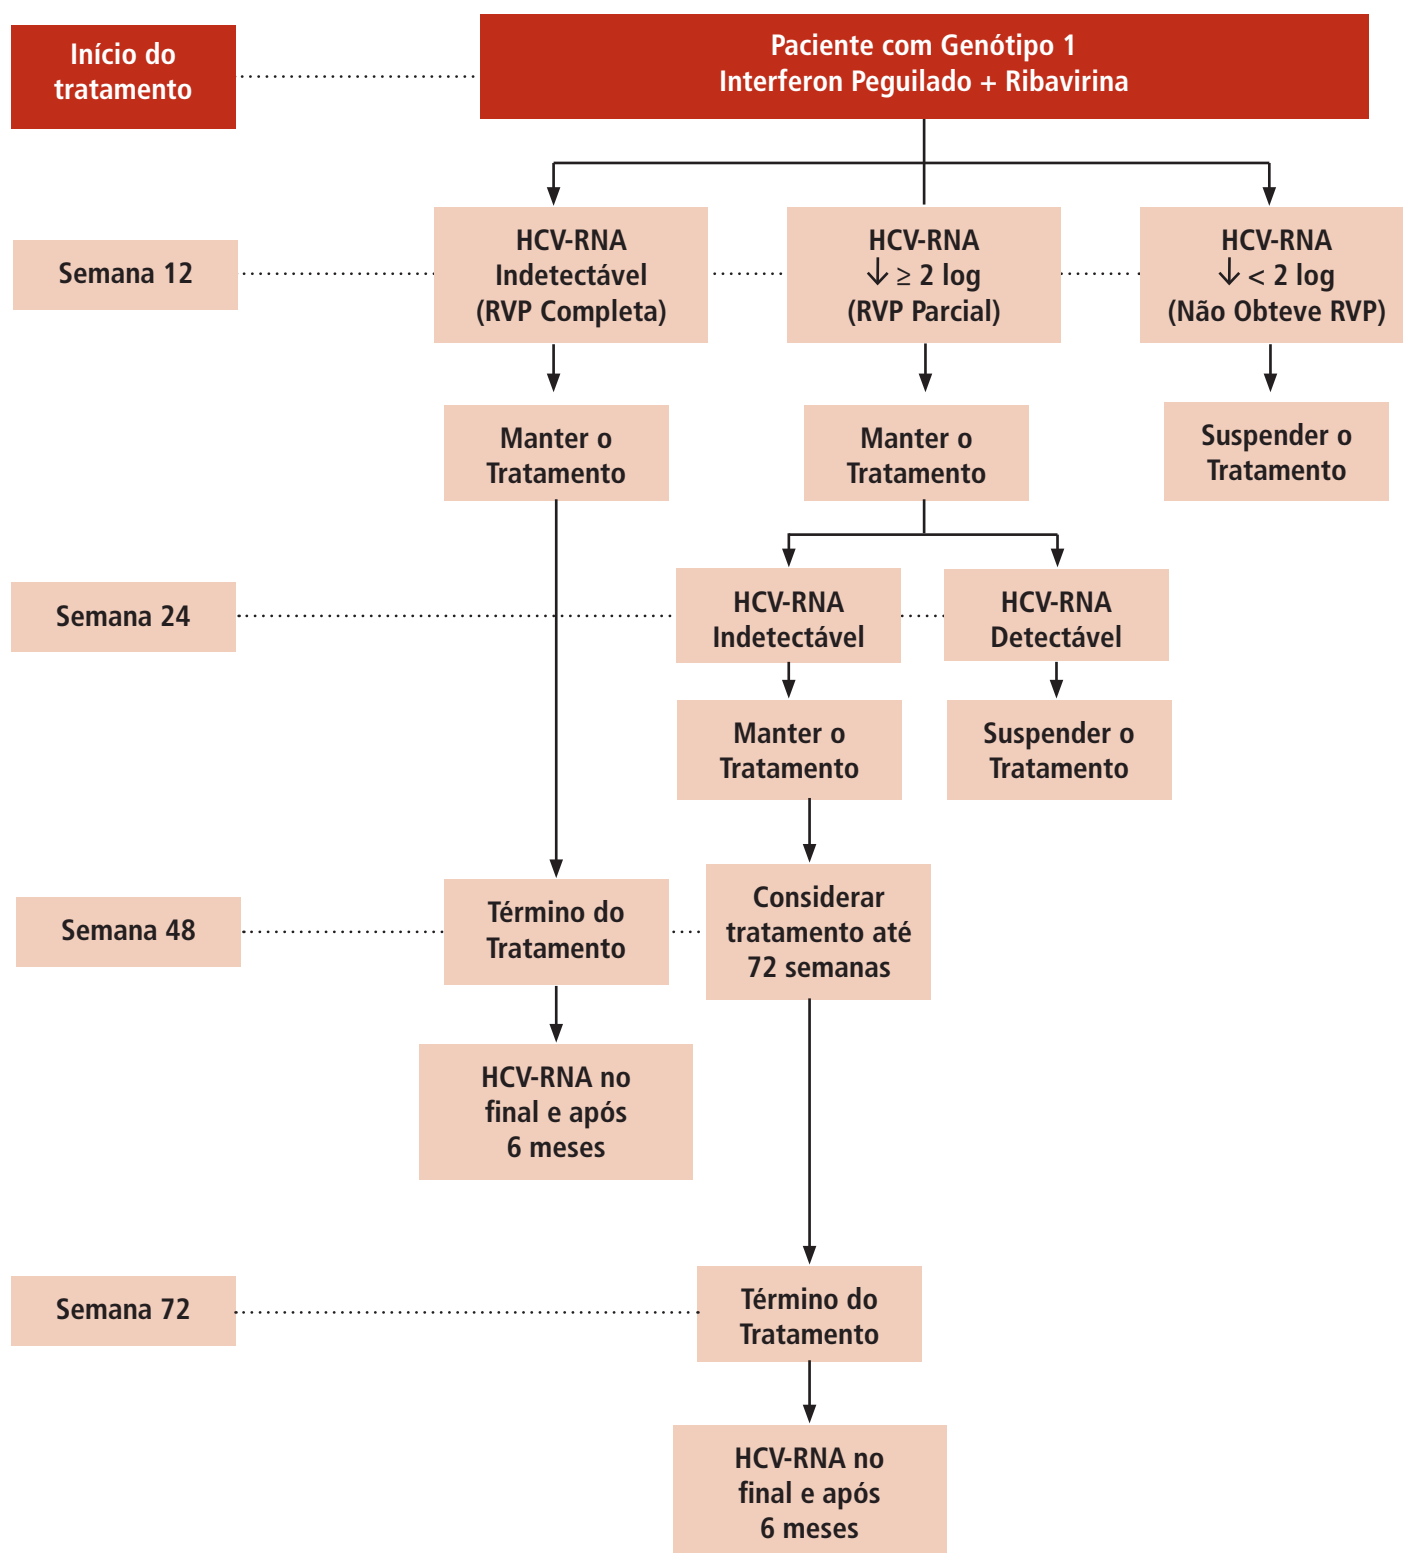 Início do
tratamento
Paciente com Genótipo 1
Interferon Peguilado + Ribavirina
Semana 12
HCV-RNA
Indetectável
(RVP Completa)
HCV-RNA
↓ ≥ 2 log
(RVP Parcial)
HCV-RNA
↓ < 2 log
(Não Obteve RVP)
Manter o
Tratamento
Manter o
Tratamento
Suspender o
Tratamento
Semana 24
HCV-RNA
Indetectável
HCV-RNA
Detectável
Manter o
Tratamento
Suspender o
Tratamento
Semana 48
Término do
Tratamento
Considerar
tratamento até
72 semanas
HCV-RNA no
final e após
6 meses
Semana 72
Término do
Tratamento
HCV-RNA no
final e após
6 meses